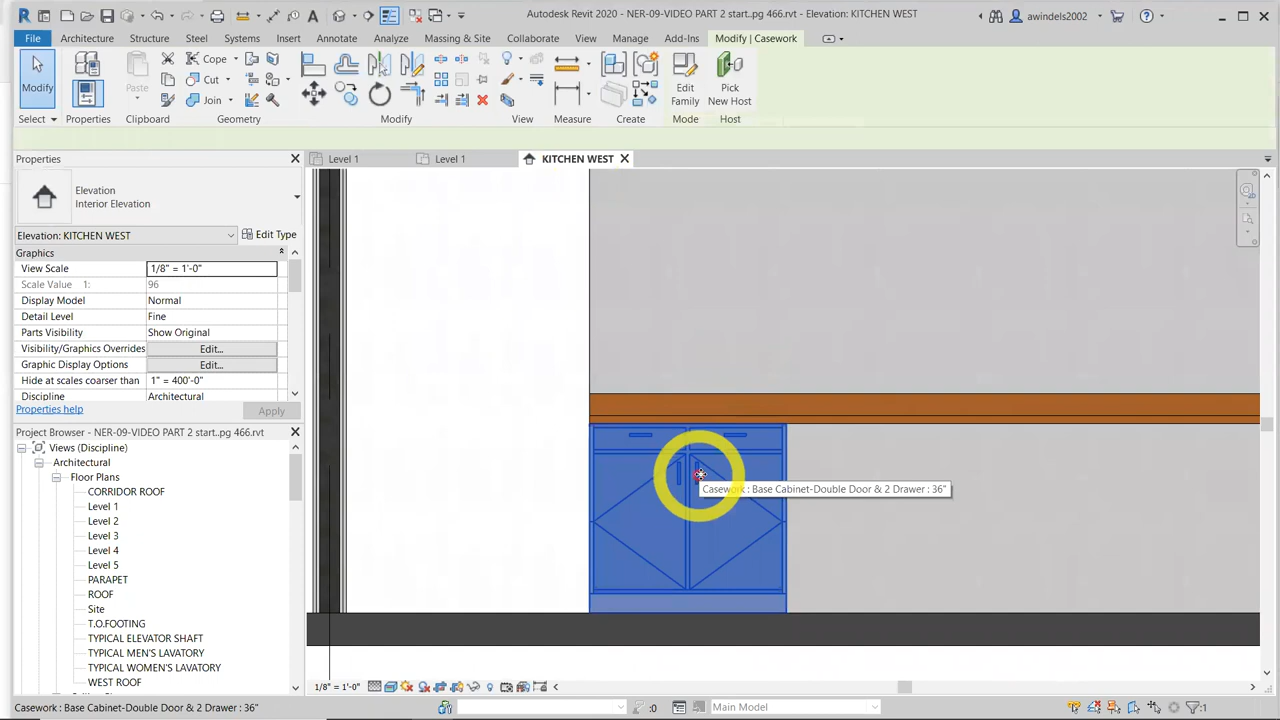 Autodesk Revit 2020 - NER-09-VIDEO PART 2 start..pg 466.rvt - Elevation: KITCHEN WEST
awindels2002
File Architecture Structure Steel Systems Insert Annotate Analyze Massing & Site Collaborate View Manage Add-Ins Modify | Casework
Modify
Paste
Cope
Cut
Join
Edit Family
Pick New Host
Select Properties Clipboard Geometry Modify View Measure Create Mode Host
Properties
Level 1
Level 1
KITCHEN WEST
Elevation
Interior Elevation
Elevation: KITCHEN WEST Edit Type
Graphics
View Scale 1/8" = 1'-0"
Scale Value 1: 96
Display Model Normal
Detail Level Fine
Parts Visibility Show Original
Visibility/Graphics Overrides Edit...
Graphic Display Options Edit...
Hide at scales coarser than 1" = 400'-0"
Discipline Architectural
Properties help Apply
Project Browser - NER-09-VIDEO PART 2 start..pg 466.rvt
Views (Discipline)
Architectural
Floor Plans
CORRIDOR ROOF
Level 1
Level 2
Level 3
Level 4
Level 5
PARAPET
ROOF
Site
T.O.FOOTING
TYPICAL ELEVATOR SHAFT
TYPICAL MEN'S LAVATORY
TYPICAL WOMEN'S LAVATORY
WEST ROOF
Casework : Base Cabinet-Double Door & 2 Drawer : 36"
1/8" = 1'-0"
Casework : Base Cabinet-Double Door & 2 Drawer : 36"
:0
Main Model
:1